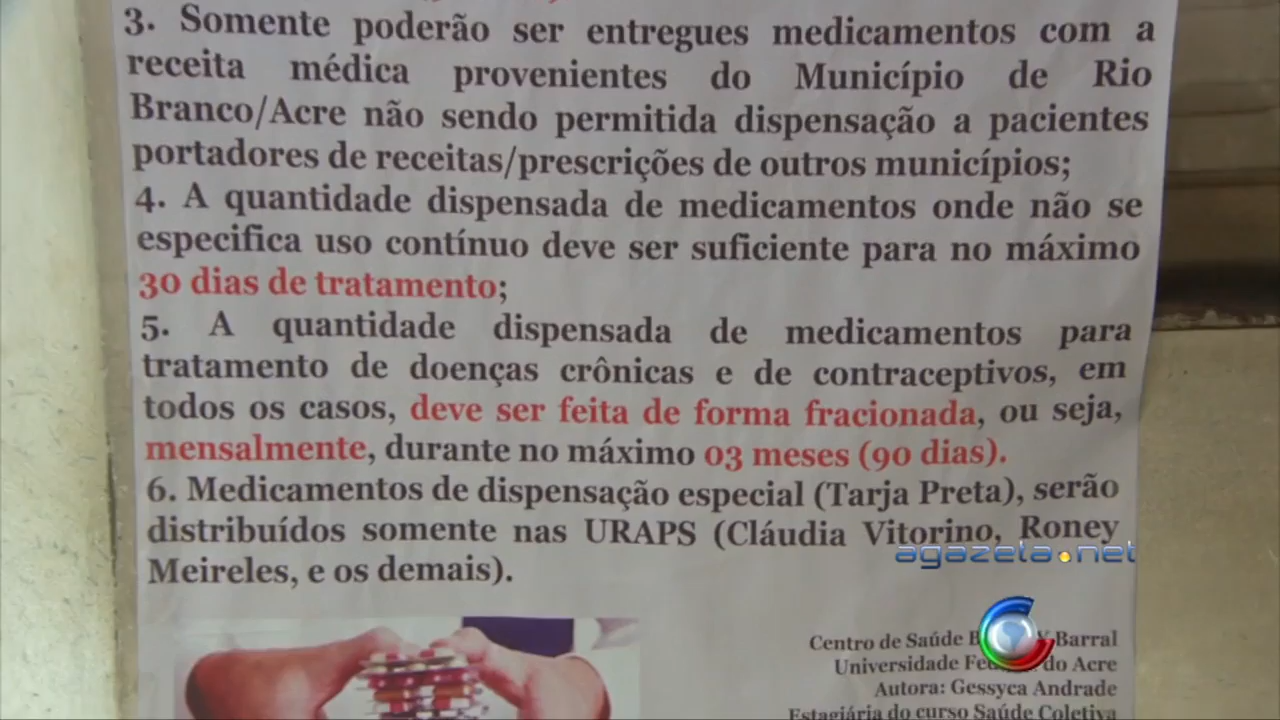 3. Somente poderão ser entregues medicamentos com a
receita médica provenientes do Município de Rio
Branco/Acre não sendo permitida dispensação a pacientes
portadores de receitas/prescrições de outros municípios;
4. A quantidade dispensada de medicamentos onde não se
especifica uso contínuo deve ser suficiente para no máximo
30 dias de tratamento;
5. A quantidade dispensada de medicamentos para
tratamento de doenças crônicas e de contraceptivos, em
todos os casos, deve ser feita de forma fracionada, ou seja,
mensalmente, durante no máximo 03 meses (90 dias).
6. Medicamentos de dispensação especial (Tarja Preta), serão
distribuídos somente nas URAPS (Cláudia Vitorino, Roney
Meireles, e os demais).
agazeta.net
Centro de Saúde Barral
Universidade do Acre
Autora: Gessyca Andrade
Estagiária do curso Saúde Coletiva